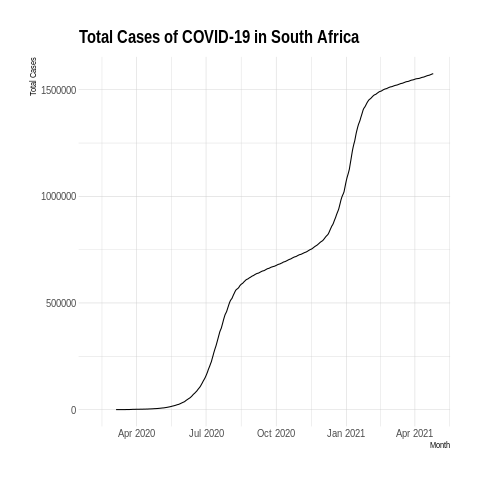 Total Cases of COVID-19 in South Africa
Total Cases
1500000
1000000
500000
0
Apr 2020 Jul 2020 Oct 2020 Jan 2021 Apr 2021
Month